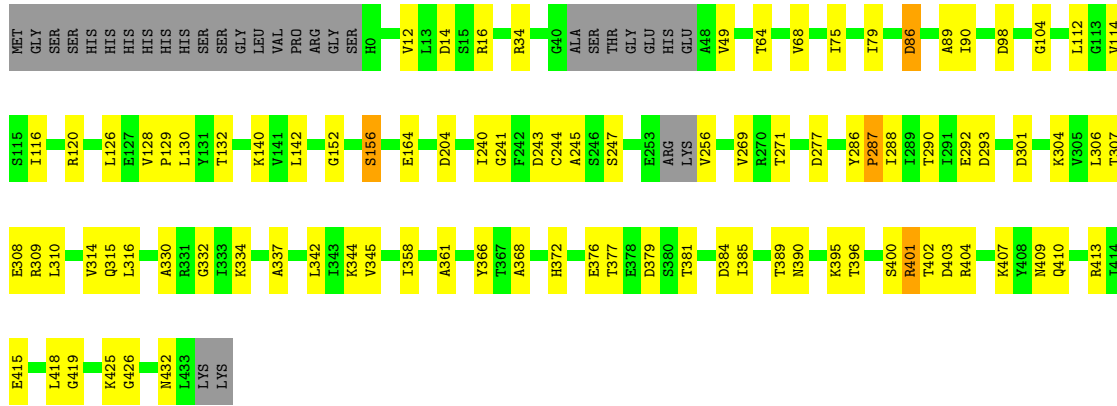 MET GLY SER SER HIS HIS HIS HIS HIS HIS SER SER GLY LEU VAL PRO ARG GLY SER H0 V12 L13 D14 S15 R16 R34 G40 ALA SER THR GLY GLU HIS GLU A48 V49 T64 V68 I75 I79 D86 A89 I90 D98 G104 L112 G113 V114
S115 I116 R120 L126 E127 V128 P129 L130 Y131 T132 K140 V141 L142 G152 S156 E164 D204 I240 G241 F242 D243 C244 A245 S246 S247 E253 ARG LYS V256 V269 R270 T271 D277 Y286 P287 I288 I289 T290 I291 E292 D293 D301 K304 V305 L306 T307
E308 R309 L310 V314 Q315 L316 A330 R331 G332 I333 K334 A337 L342 I343 K344 V345 I358 A361 Y366 T367 A368 H372 E376 T377 E378 D379 S380 T381 D384 I385 T389 N390 K395 T396 S400 R401 T402 D403 R404 K407 Y408 N409 Q410 R413 I414
E415 L418 G419 K425 G426 N432 L433 LYS LYS